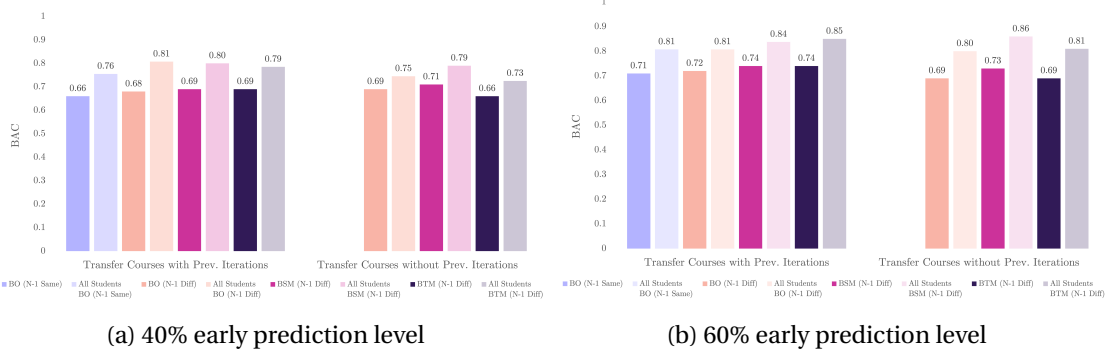 1
0.9
0.8
0.7
0.6
0.5
0.4
0.3
0.2
0.1
0
BAC
0.66
0.76
0.68
0.81
0.69
0.80
0.69
0.79
0.69
0.75
0.71
0.79
0.66
0.73
Transfer Courses with Prev. Iterations
Transfer Courses without Prev. Iterations
BO (N-1 Same)
All Students
BO (N-1 Same)
BO (N-1 Diff)
All Students
BO (N-1 Diff)
BSM (N-1 Diff)
All Students
BSM (N-1 Diff)
BTM (N-1 Diff)
All Students
BTM (N-1 Diff)
(a) 40% early prediction level
1
0.9
0.8
0.7
0.6
0.5
0.4
0.3
0.2
0.1
0
BAC
0.71
0.81
0.72
0.81
0.74
0.84
0.74
0.85
0.69
0.80
0.73
0.86
0.69
0.81
Transfer Courses with Prev. Iterations
Transfer Courses without Prev. Iterations
BO (N-1 Same)
All Students
BO (N-1 Same)
BO (N-1 Diff)
All Students
BO (N-1 Diff)
BSM (N-1 Diff)
All Students
BSM (N-1 Diff)
BTM (N-1 Diff)
All Students
BTM (N-1 Diff)
(b) 60% early prediction level